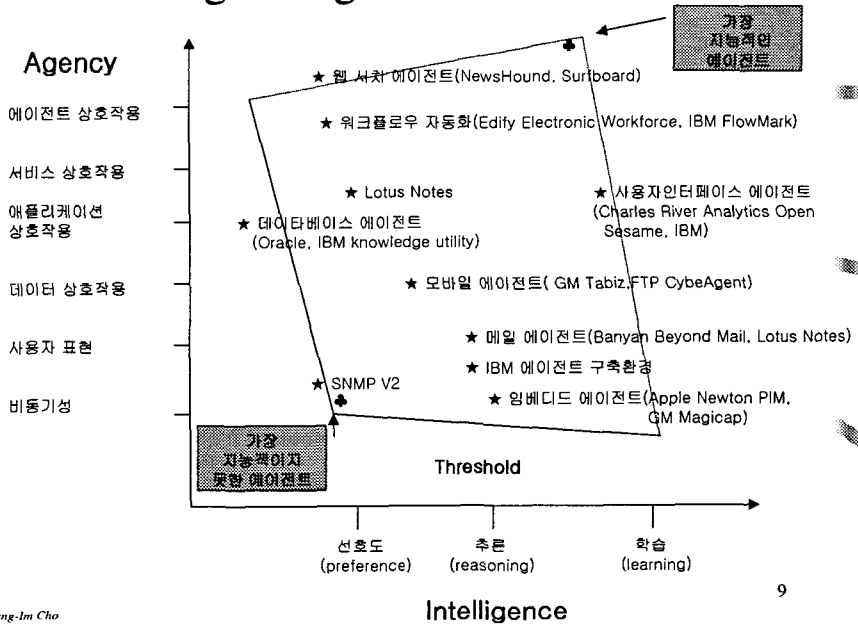 가장
지능적인
에이전트
Agency
웹 서치 에이전트(NewsHound, Surfboard)
에이전트 상호작용
워크플로우 자동화(Edify Electronic Workforce, IBM FlowMark)
서비스 상호작용
Lotus Notes
사용자인터페이스 에이전트
(Charles River Analytics Open
Sesame, IBM)
애플리케이션
상호작용
데이타베이스 에이전트
(Oracle, IBM knowledge utility)
데이터 상호작용
모바일 에이전트( GM Tabiz,FTP CybeAgent)
메일 에이전트(Banyan Beyond Mail, Lotus Notes)
사용자 표현
IBM 에이전트 구축환경
SNMP V2
임베디드 에이전트(Apple Newton PIM,
GM Magicap)
비동기성
가장
지능적이지
못한 에이전트
Threshold
선호도
(preference)
추론
(reasoning)
학습
(learning)
9
Intelligence
ng-Im Cho